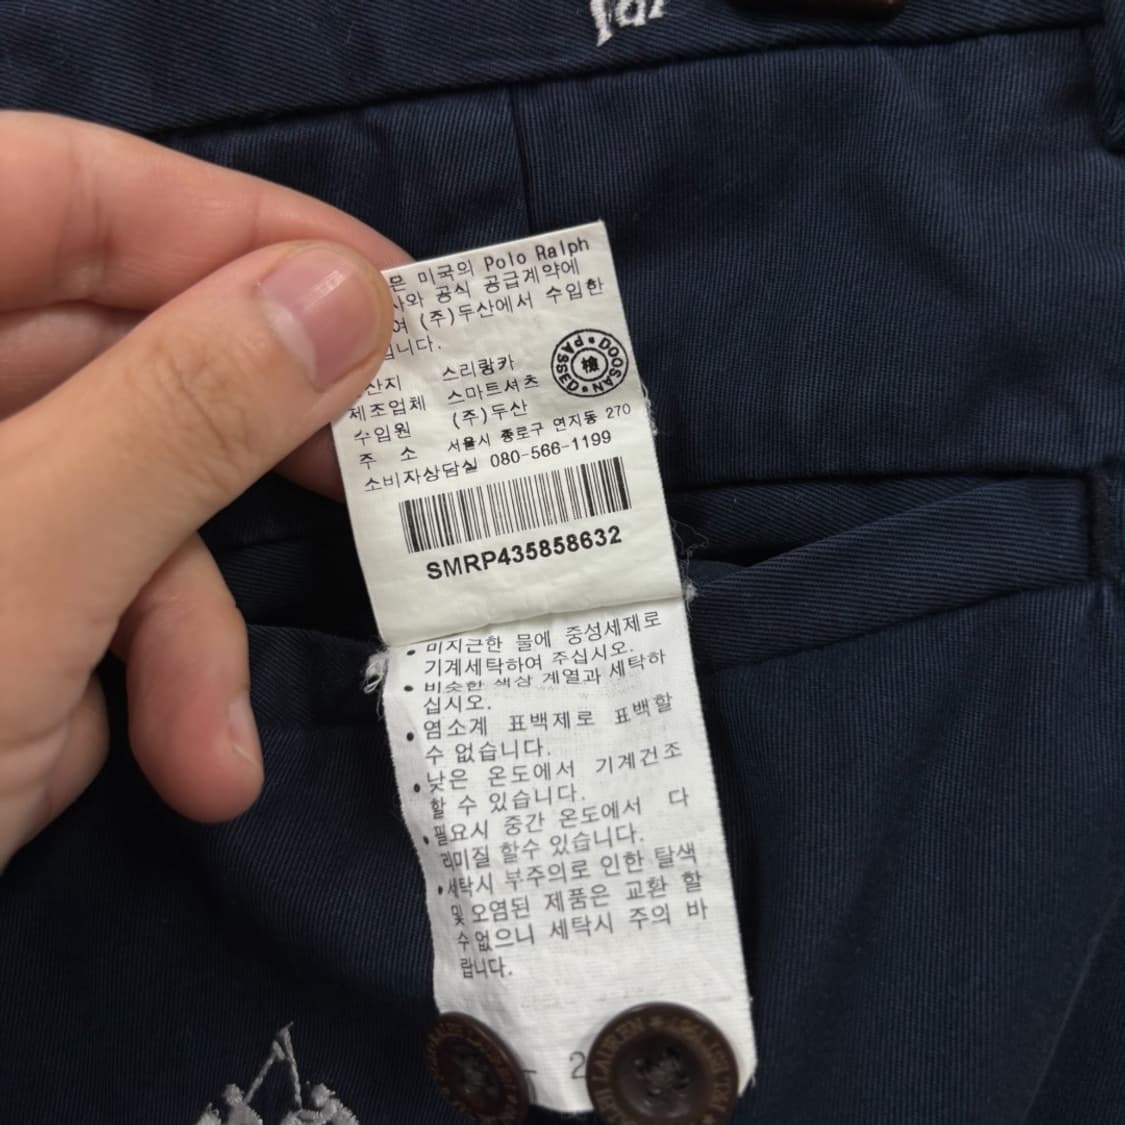 미국의 Polo Ralph
공식 공급계약에
(주)두산에서 수입한
입니다.
스리랑카
제조업체 스마트셔츠
수입원 (주)두산
주 소 서울시 종로구 연지동 270
소비자상담실 080-566-1199
PASSED • DOOSAN •
檢
SMRP435858632
• 미지근한 물에 중성세제로
기계세탁하여 주십시오.
• 비슷한 색상 계열과 세탁하
십시오.
• 염소계 표백제로 표백할
수 없습니다.
• 낮은 온도에서 기계건조
할 수 있습니다.
• 필요시 중간 온도에서 다
리미질 할수 있습니다.
• 세탁시 부주의로 인한 탈색
및 오염된 제품은 교환 할
수 없으니 세탁시 주의 바
랍니다.